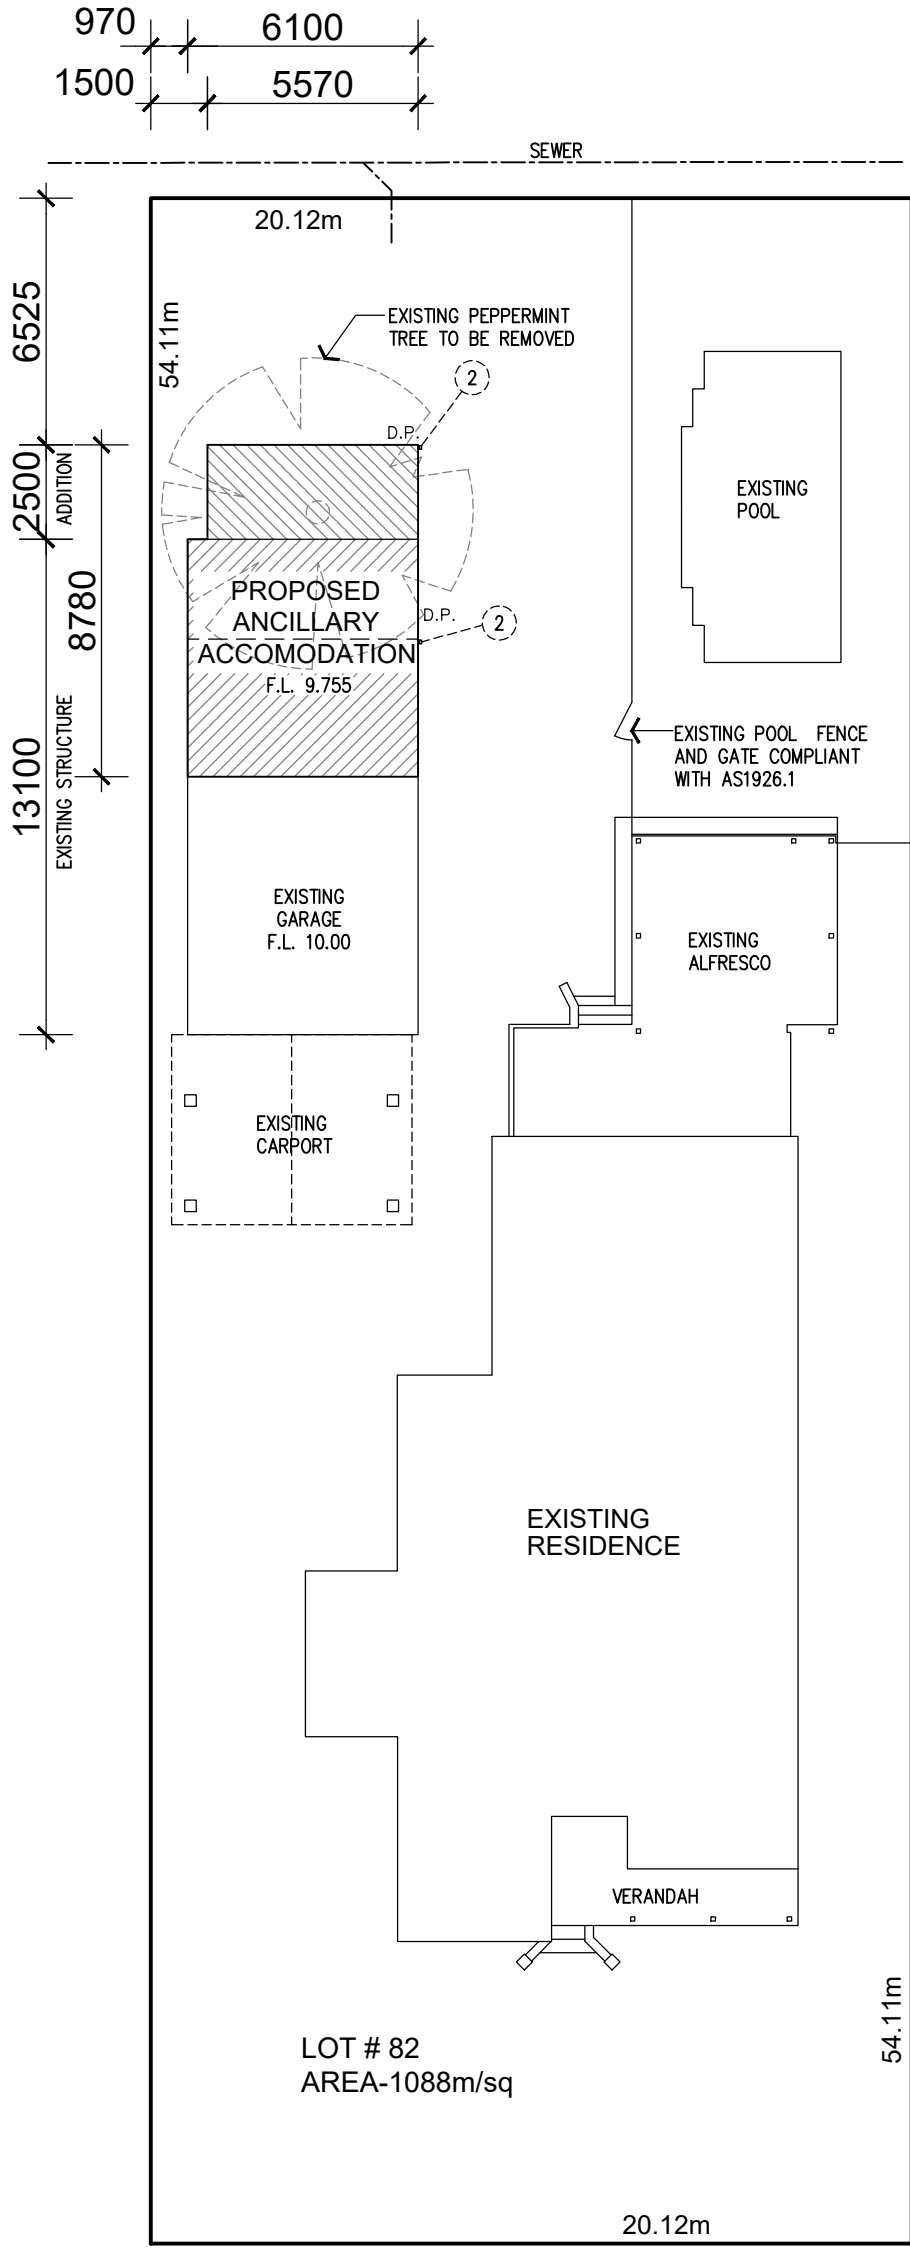 970
6100
1500
5570
SEWER
20.12m
6525
54.11m
EXISTING PEPPERMINT
TREE TO BE REMOVED
2
D.P.
2500
ADDITION
EXISTING
POOL
8780
PROPOSED
ANCILLARY
ACCOMODATION
F.L. 9.755
D.P.
2
13100
EXISTING STRUCTURE
EXISTING POOL FENCE
AND GATE COMPLIANT
WITH AS1926.1
EXISTING
GARAGE
F.L. 10.00
EXISTING
ALFRESCO
EXISTING
CARPORT
EXISTING
RESIDENCE
VERANDAH
LOT # 82
AREA-1088m/sq
54.11m
20.12m